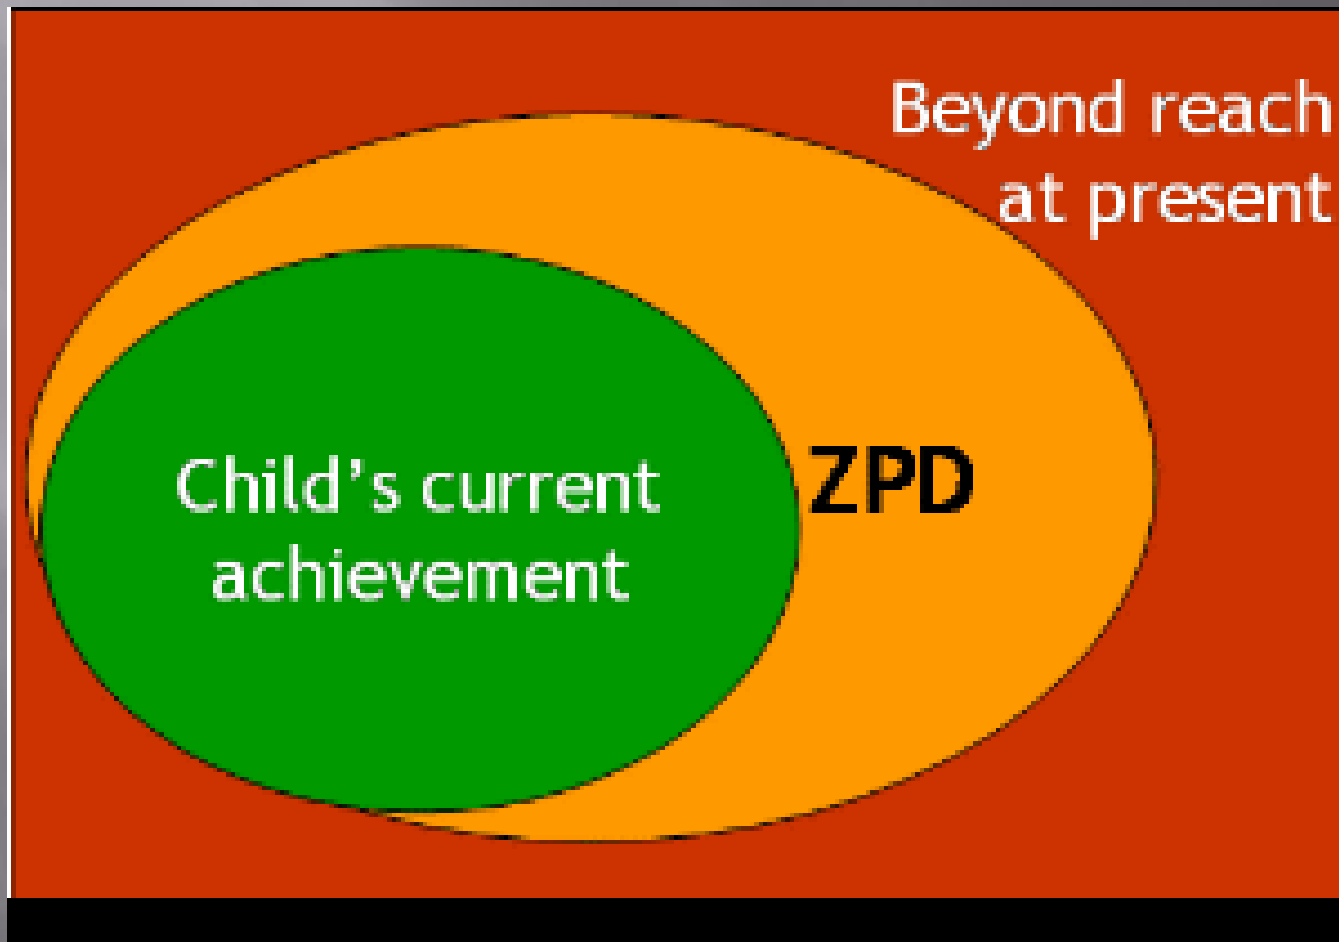 Beyond reach
at present
Child’s current
achievement
ZPD